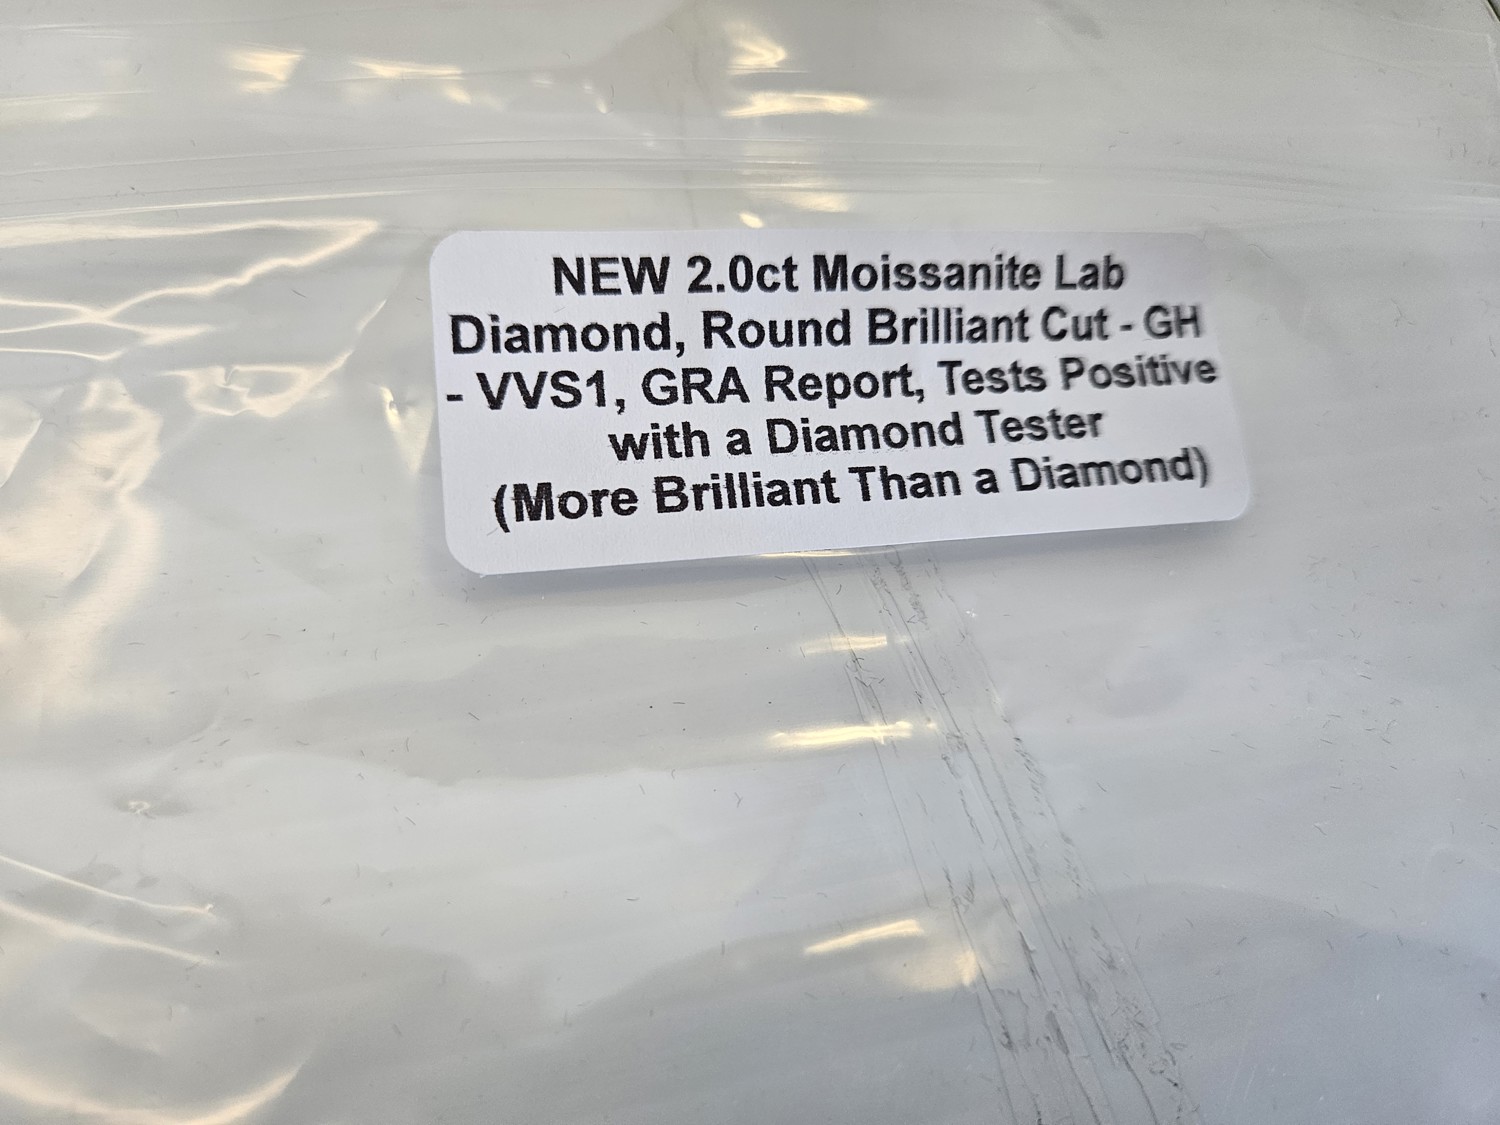 NEW 2.0ct Moissanite Lab
Diamond, Round Brilliant Cut - GH
- VVS1, GRA Report, Tests Positive
with a Diamond Tester
(More Brilliant Than a Diamond)